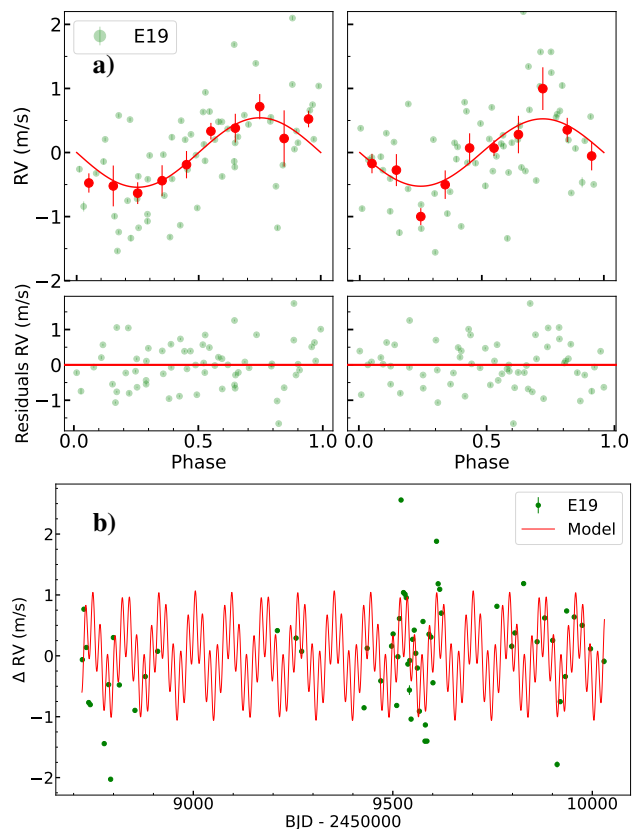 E19
a)
2
1
0
−1
−2
RV (m/s)
1
0
−1
Residuals RV (m/s)
0.0 0.5 1.0 0.0 0.5 1.0
Phase Phase
b)
E19
Model
2
1
0
−1
−2
Δ RV (m/s)
9000 9500 10000
BJD - 2450000